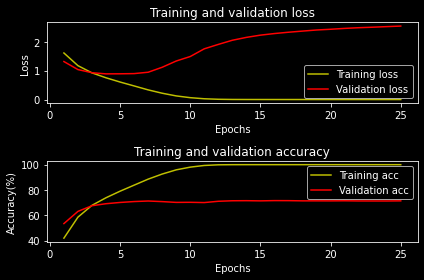 Training and validation loss
2
1
0
Loss
Training loss
Validation loss
0 5 10 15 20 25
Epochs
Training and validation accuracy
100
80
60
40
Accuracy(%)
Training acc
Validation acc
0 5 10 15 20 25
Epochs